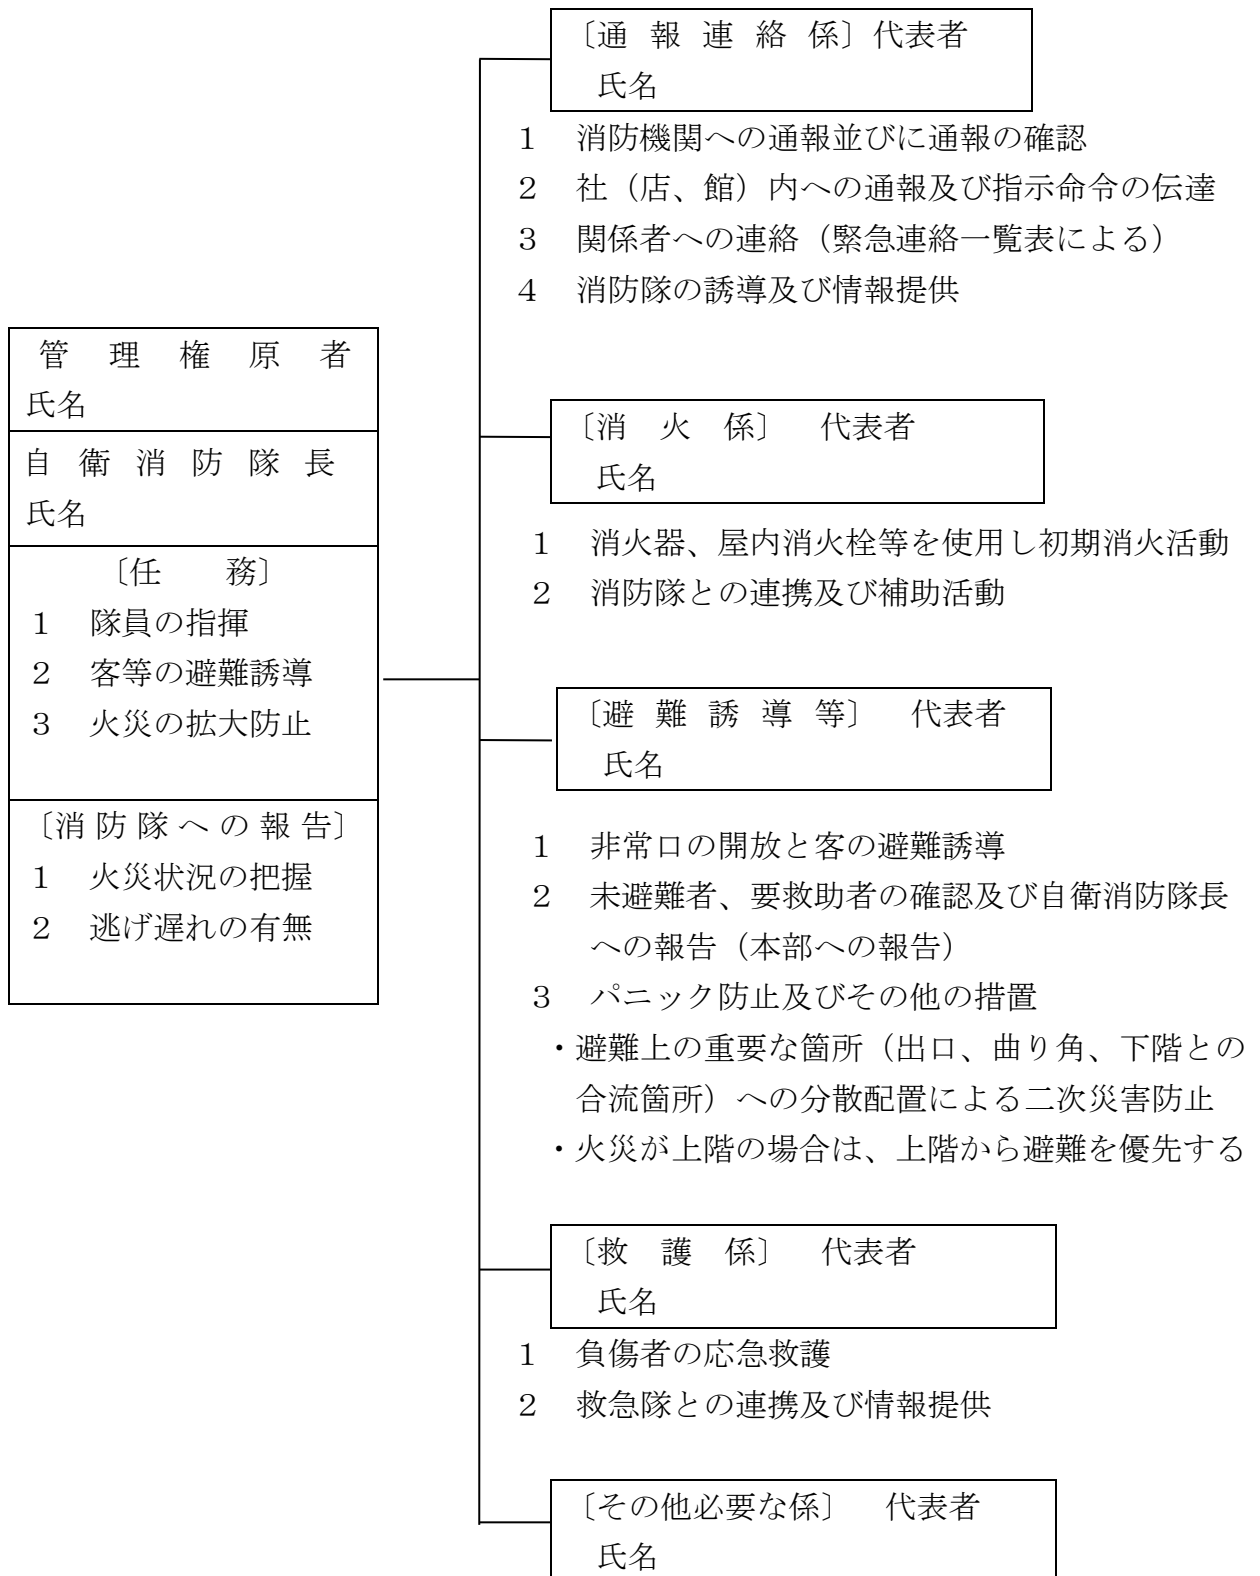 管理権原者
氏名
自衛消防隊長
氏名
〔任　務〕
１　隊員の指揮
２　客等の避難誘導
３　火災の拡大防止
〔消防隊への報告〕
１　火災状況の把握
２　逃げ遅れの有無
〔通報連絡係〕代表者
氏名
１　消防機関への通報並びに通報の確認
２　社（店、館）内への通報及び指示命令の伝達
３　関係者への連絡（緊急連絡一覧表による）
４　消防隊の誘導及び情報提供
〔消火係〕　代表者
氏名
１　消火器、屋内消火栓等を使用し初期消火活動
２　消防隊との連携及び補助活動
〔避難誘導等〕　代表者
氏名
１　非常口の開放と客の避難誘導
２　未避難者、要救助者の確認及び自衛消防隊長
への報告（本部への報告）
３　パニック防止及びその他の措置
・避難上の重要な箇所（出口、曲り角、下階との
合流箇所）への分散配置による二次災害防止
・火災が上階の場合は、上階から避難を優先する
〔救護係〕　代表者
氏名
１　負傷者の応急救護
２　救急隊との連携及び情報提供
〔その他必要な係〕　代表者
氏名